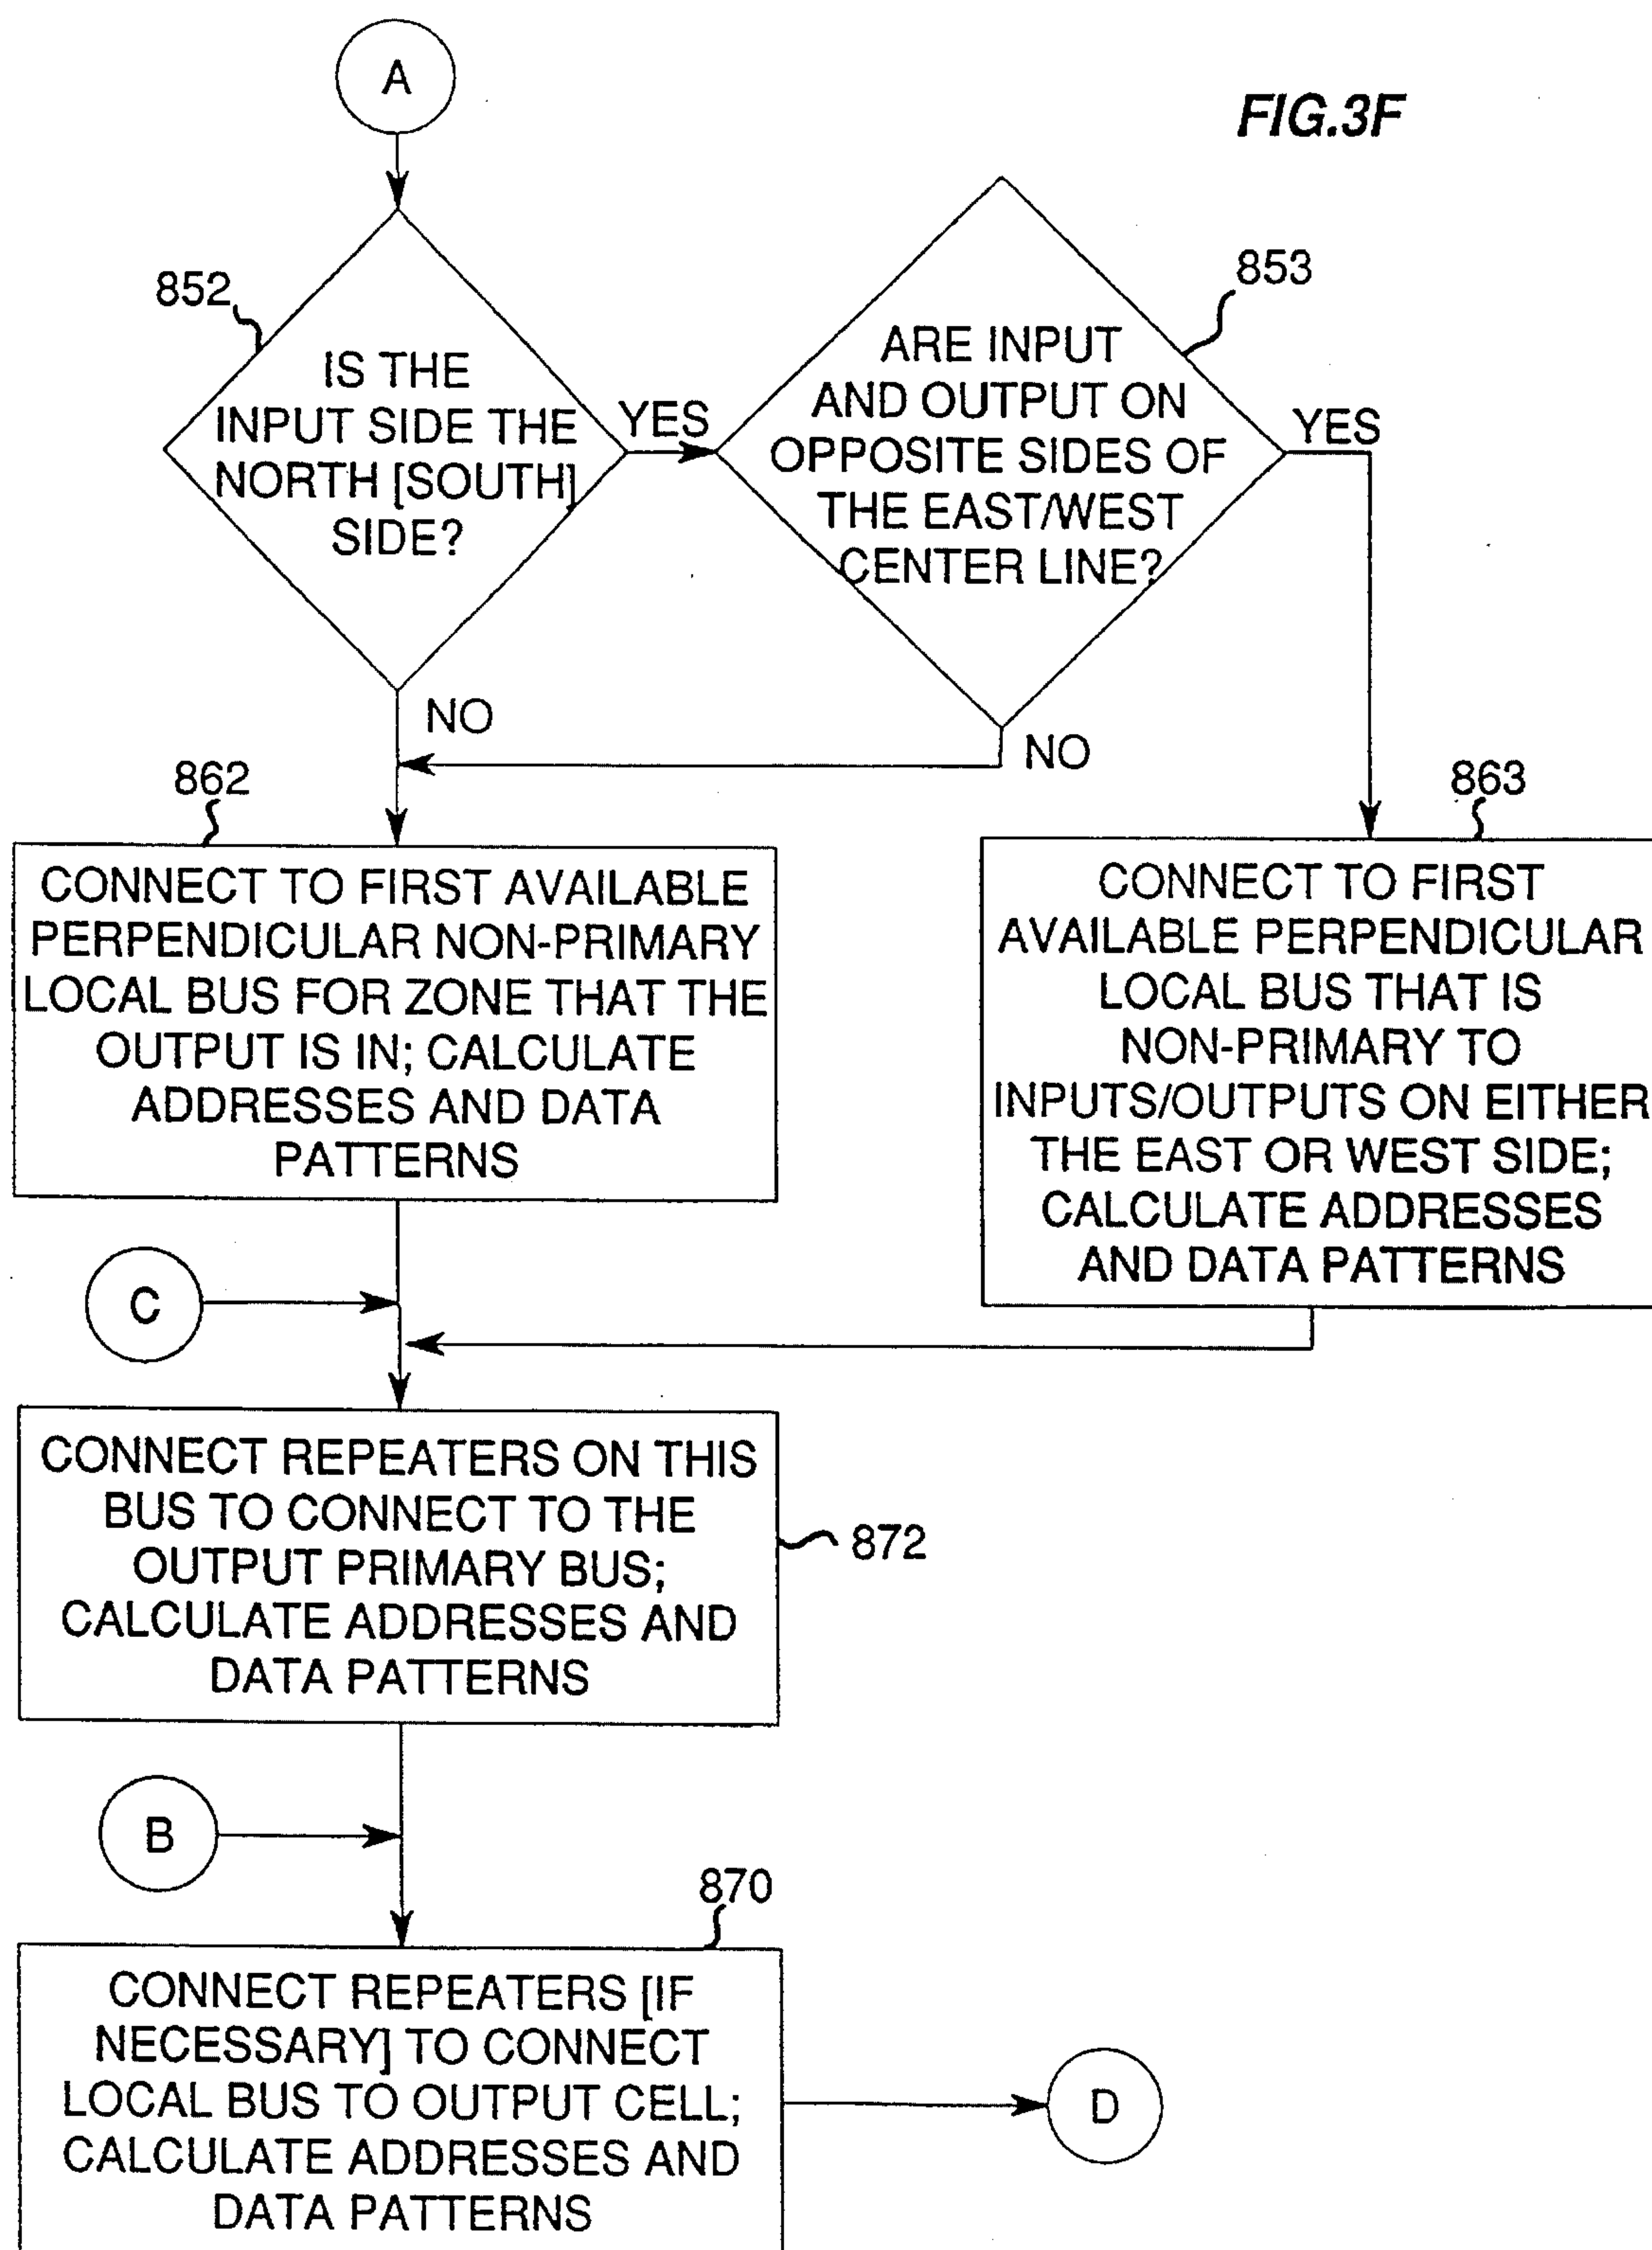 A
FIG.3F
852
IS THE
INPUT SIDE THE
NORTH [SOUTH]
SIDE?
YES
853
ARE INPUT
AND OUTPUT ON
OPPOSITE SIDES OF
THE EAST/WEST
CENTER LINE?
YES
NO
NO
862
CONNECT TO FIRST AVAILABLE
PERPENDICULAR NON-PRIMARY
LOCAL BUS FOR ZONE THAT THE
OUTPUT IS IN; CALCULATE
ADDRESSES AND DATA
PATTERNS
863
CONNECT TO FIRST
AVAILABLE PERPENDICULAR
LOCAL BUS THAT IS
NON-PRIMARY TO
INPUTS/OUTPUTS ON EITHER
THE EAST OR WEST SIDE;
CALCULATE ADDRESSES
AND DATA PATTERNS
C
CONNECT REPEATERS ON THIS
BUS TO CONNECT TO THE
OUTPUT PRIMARY BUS;
CALCULATE ADDRESSES AND
DATA PATTERNS
872
B
870
CONNECT REPEATERS [IF
NECESSARY] TO CONNECT
LOCAL BUS TO OUTPUT CELL;
CALCULATE ADDRESSES AND
DATA PATTERNS
D